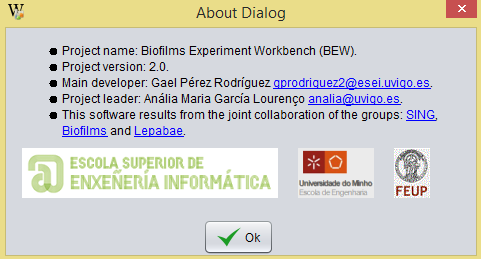 About Dialog
Project name: Biofilms Experiment Workbench (BEW).
Project version: 2.0.
Main developer: Gael Pérez Rodríguez gprodriguez2@esei.uvigo.es.
Project leader: Anália Maria García Lourenço analia@uvigo.es.
This software results from the joint collaboration of the groups: SING,
Biofilms and Lepabae.
ESCOLA SUPERIOR DE
ENXEÑERÍA INFORMÁTICA
Universidade do Minho
Escola de Engenharia
FEUP
Ok